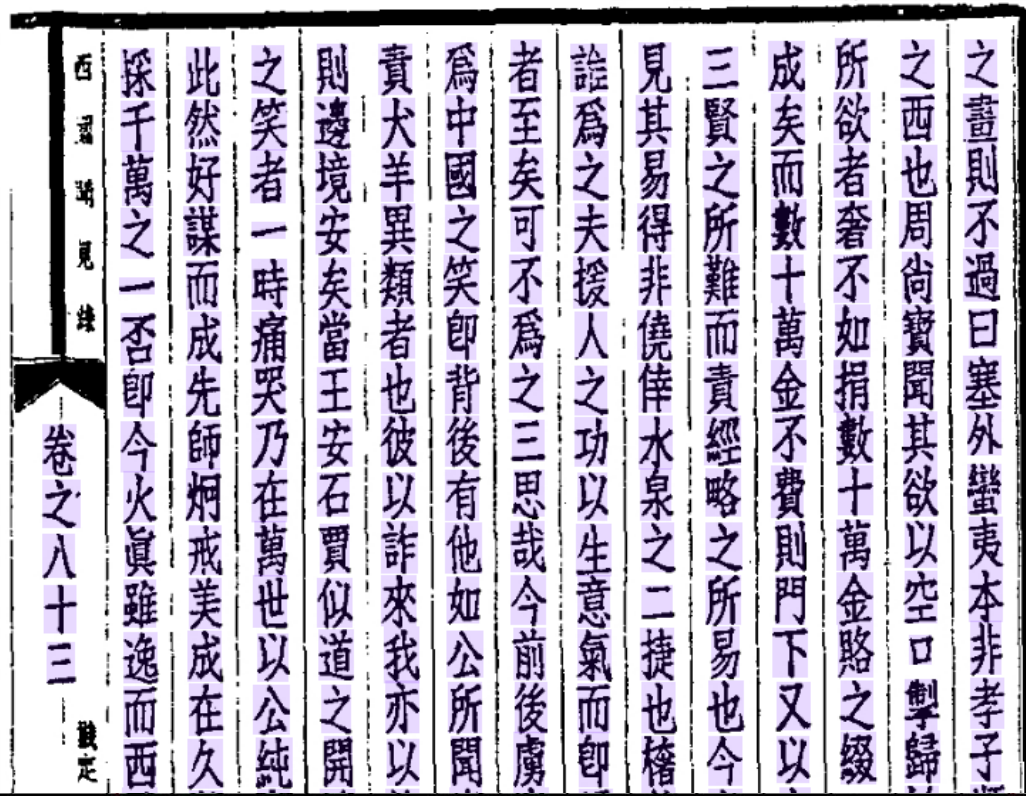 之畫則不過曰塞外蠻夷本非孝子
之西也周尙寳聞其欲以空口掣歸
所欲者奢不如捐數十萬金賂之綴
成矣而數十萬金不費則門下又以
三賢之所難而責經略之所易也今
見其易得非僥倖水泉之二捷也
誰爲之夫援人之功以生意氣而卽
者至矣可不爲之三思哉今前後虜
爲中國之笑卽背後有他如公所聞
責犬羊異類者也彼以詐來我亦以
則邊境安矣當王安石賈似道之開
之笑者一時痛哭乃在萬世以公純
此然好謀而成先師炯戒美成在久
採千萬之一否卽今火眞雖逸而西
西 聞見錄
卷之八十三